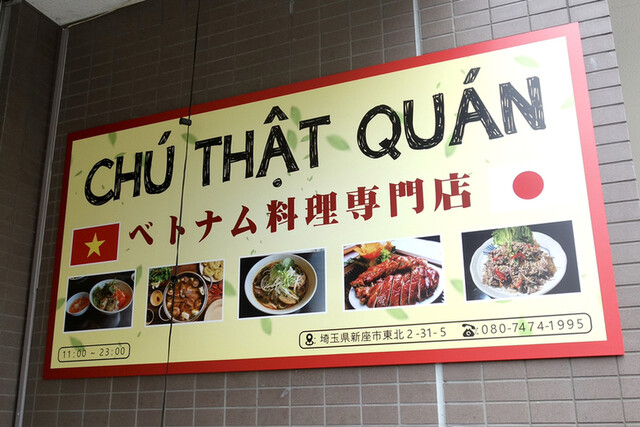 CHÚ THẬT QUÁN
ベトナム料理専門店
11:00 - 23:00
: 埼玉県新座市東北2-31-5
: 080-7474-1995